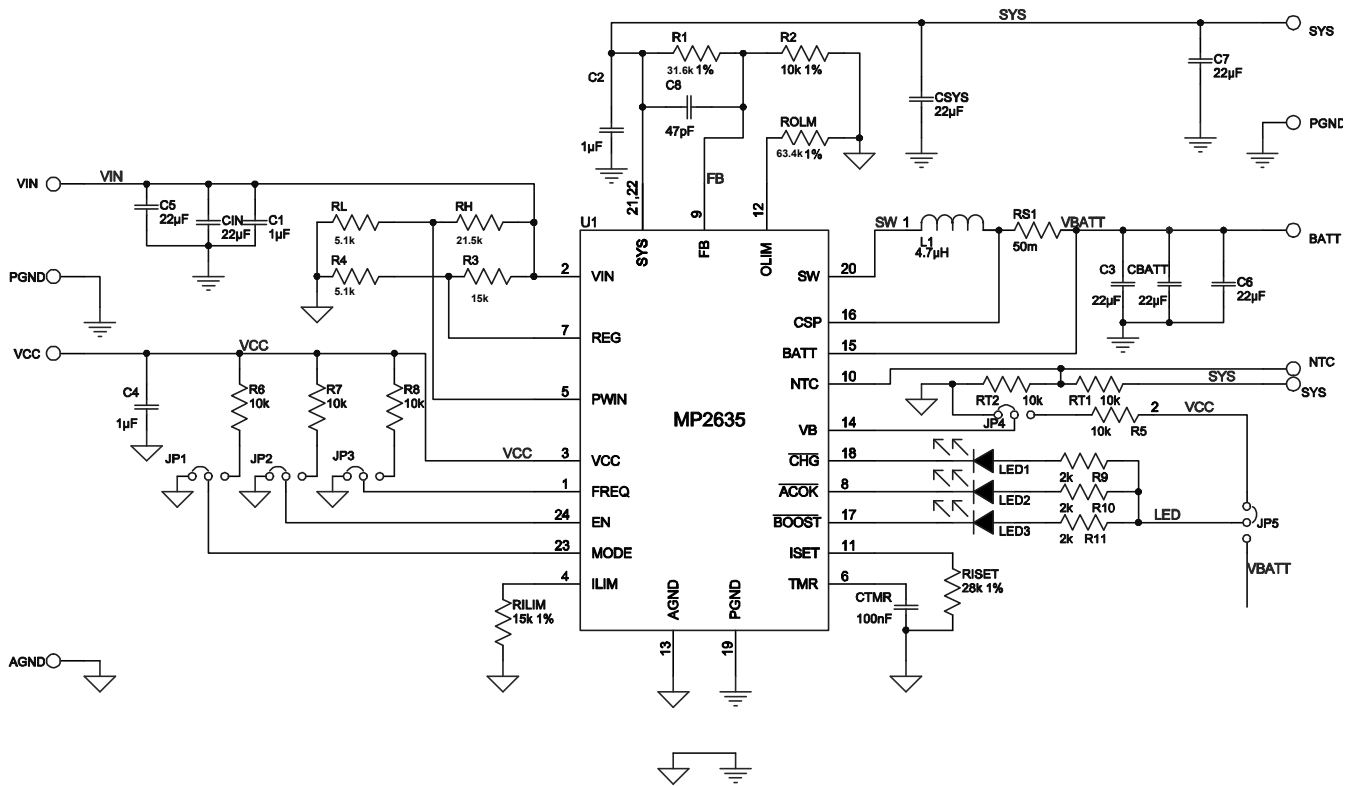 SYS
SYS
R1
31.6k 1%
R2
10k 1%
C2
1µF
C8
47pF
ROLM
63.4k 1%
CSYS
22µF
C7
22µF
PGND
FB
21,22
9
12
VIN
VIN
C5
22µF
CIN
22µF
C1
1µF
RL
5.1k
RH
21.5k
R4
5.1k
R3
15k
PGND
VCC
VCC
C4
1µF
R6
10k
R7
10k
R8
10k
JP1
JP2
JP3
VCC
U1
SYS
FB
OLIM
2
VIN
7
REG
5
PWIN
3
VCC
1
FREQ
24
EN
23
MODE
4
ILIM
MP2635
SW
20
CSP
16
BATT
15
NTC
10
VB
14
CHG
18
ACOK
8
BOOST
17
ISET
11
TMR
6
AGND
PGND
13
19
SW 1
L1
4.7µH
RS1
50m
VBATT
BATT
C3
22µF
CBATT
22µF
C6
22µF
NTC
SYS
SYS
RT2
10k
RT1
10k
JP4
10k
R5
2
VCC
LED1
2k
R9
LED2
2k
R10
LED3
2k
R11
LED
JP5
VBATT
RISET
28k 1%
CTMR
100nF
RILIM
15k 1%
AGND